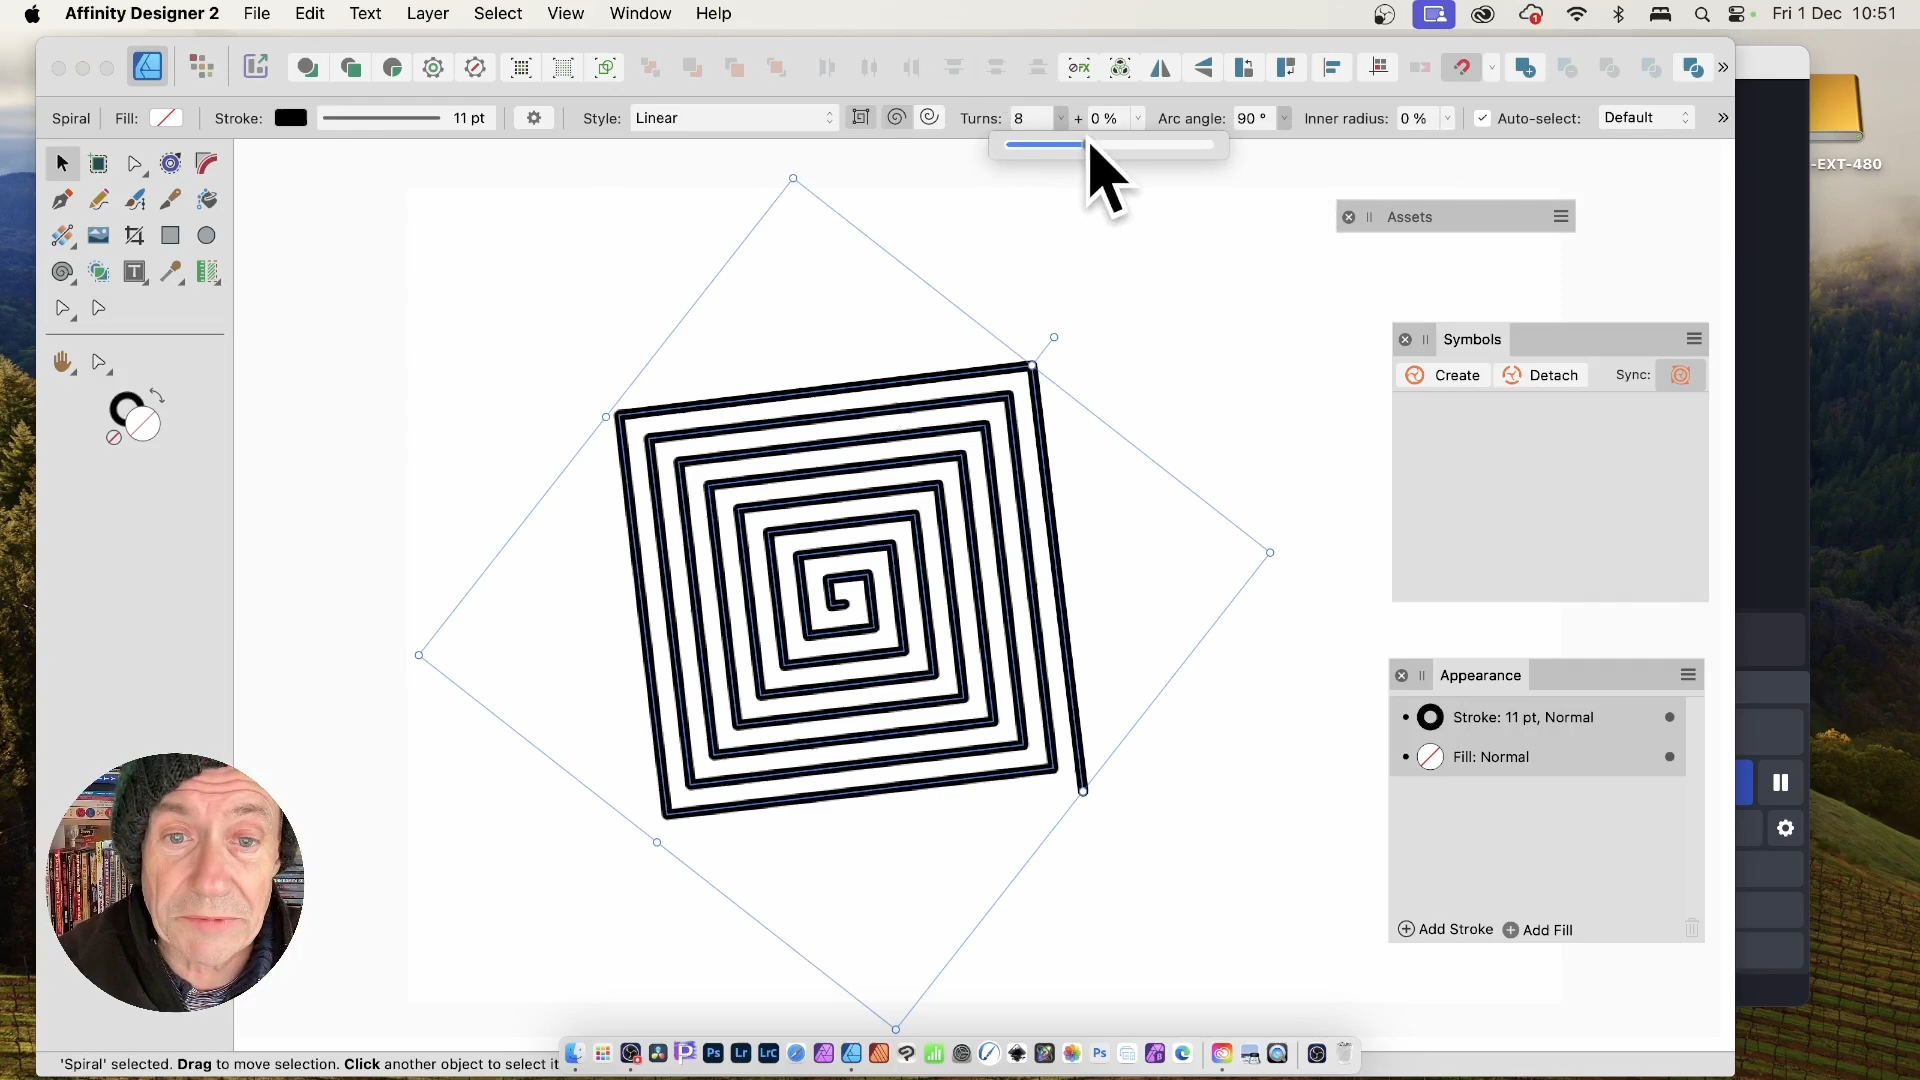 Affinity Designer 2 File Edit Text Layer Select View Window Help Fri 1 Dec 10:51
Spiral Fill: Stroke: 11 pt Style: Linear Turns: 8 + 0 % Arc angle: 90 ° Inner radius: 0 % Auto-select: Default
-EXT-480
Assets
Symbols
Create Detach Sync:
Appearance
Stroke: 11 pt, Normal
Fill: Normal
Add Stroke Add Fill
'Spiral' selected. Drag to move selection. Click another object to select it